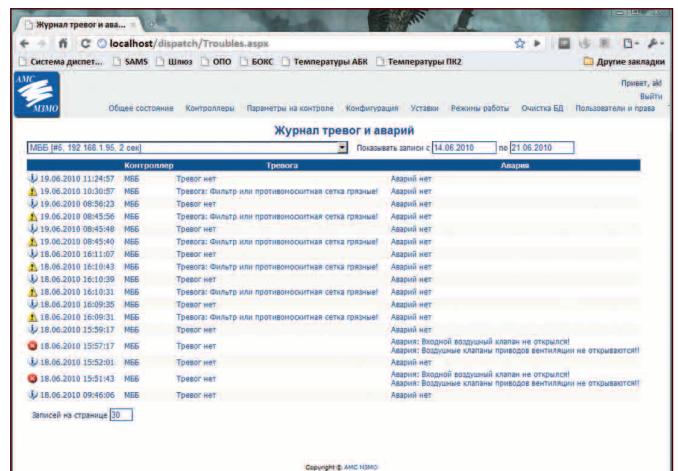 Журнал тревог и ава...
localhost/dispatch/Troubles.aspx
Система диспет... SAMS Шлюз ОПО БОКС Температуры АБК Температуры ПК2 Другие закладки
АМС
МЗМО
Привет, akl
Выйти
Общее состояние Контроллеры Параметры на контроле Конфигурация Уставки Режимы работы Очистка БД Пользователи и права
Журнал тревог и аварий
МББ [#6, 192.168.1.95, 2 сек] Показывать записи с 14.06.2010 по 21.06.2010
Контроллер Тревога Авария
19.06.2010 11:24:57 МББ Тревог нет Аварий нет
19.06.2010 10:30:57 МББ Тревога: Фильтр или противомоскитная сетка грязные! Аварий нет
19.06.2010 08:56:23 МББ Тревог нет Аварий нет
19.06.2010 08:45:56 МББ Тревога: Фильтр или противомоскитная сетка грязные! Аварий нет
19.06.2010 08:45:48 МББ Тревог нет Аварий нет
19.06.2010 08:45:40 МББ Тревога: Фильтр или противомоскитная сетка грязные! Аварий нет
18.06.2010 16:11:07 МББ Тревог нет Аварий нет
18.06.2010 16:10:43 МББ Тревога: Фильтр или противомоскитная сетка грязные! Аварий нет
18.06.2010 16:10:39 МББ Тревог нет Аварий нет
18.06.2010 16:10:31 МББ Тревога: Фильтр или противомоскитная сетка грязные! Аварий нет
18.06.2010 16:09:35 МББ Тревог нет Аварий нет
18.06.2010 16:09:31 МББ Тревога: Фильтр или противомоскитная сетка грязные! Аварий нет
18.06.2010 15:59:17 МББ Тревог нет Аварий нет
18.06.2010 15:57:17 МББ Тревог нет Авария: Входной воздушный клапан не открылся!
Авария: Воздушные клапаны приводов вентиляции не открываются!!
18.06.2010 15:52:01 МББ Тревог нет Аварий нет
18.06.2010 15:51:43 МББ Тревог нет Авария: Входной воздушный клапан не открылся!
Авария: Воздушные клапаны приводов вентиляции не открываются!!
18.06.2010 09:46:06 МББ Тревог нет Аварий нет
Записей на странице 30
Copyright © АМС МЗМО